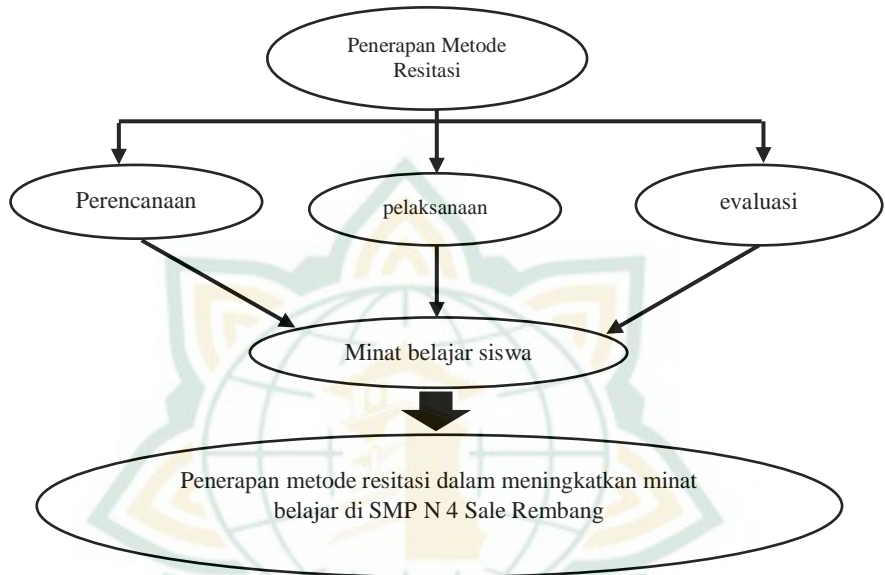 Penerapan Metode
Resitasi
Perencanaan
pelaksanaan
evaluasi
Minat belajar siswa
Penerapan metode resitasi dalam meningkatkan minat
belajar di SMP N 4 Sale Rembang